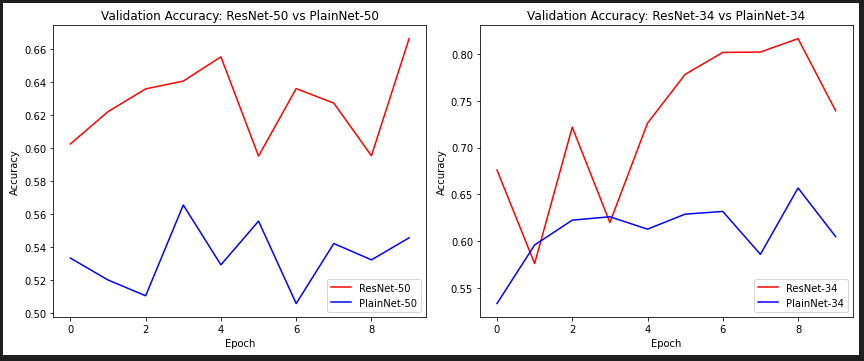 Validation Accuracy: ResNet-50 vs PlainNet-50
Accuracy
0.66
0.64
0.62
0.60
0.58
0.56
0.54
0.52
0.50
0
2
4
6
8
Epoch
ResNet-50
PlainNet-50
Validation Accuracy: ResNet-34 vs PlainNet-34
Accuracy
0.80
0.75
0.70
0.65
0.60
0.55
0
2
4
6
8
Epoch
ResNet-34
PlainNet-34